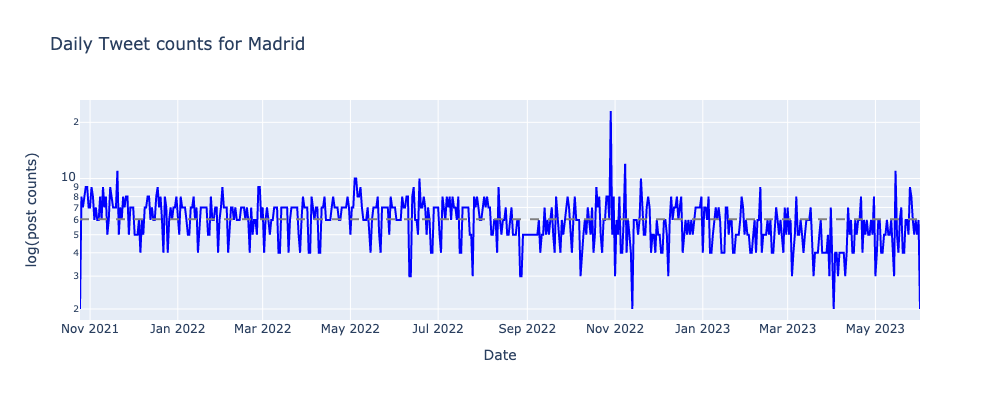 Daily Tweet counts for Madrid
log(post counts)
2
10
9
8
7
6
5
4
3
2
Nov 2021 Jan 2022 Mar 2022 May 2022 Jul 2022 Sep 2022 Nov 2022 Jan 2023 Mar 2023 May 2023
Date